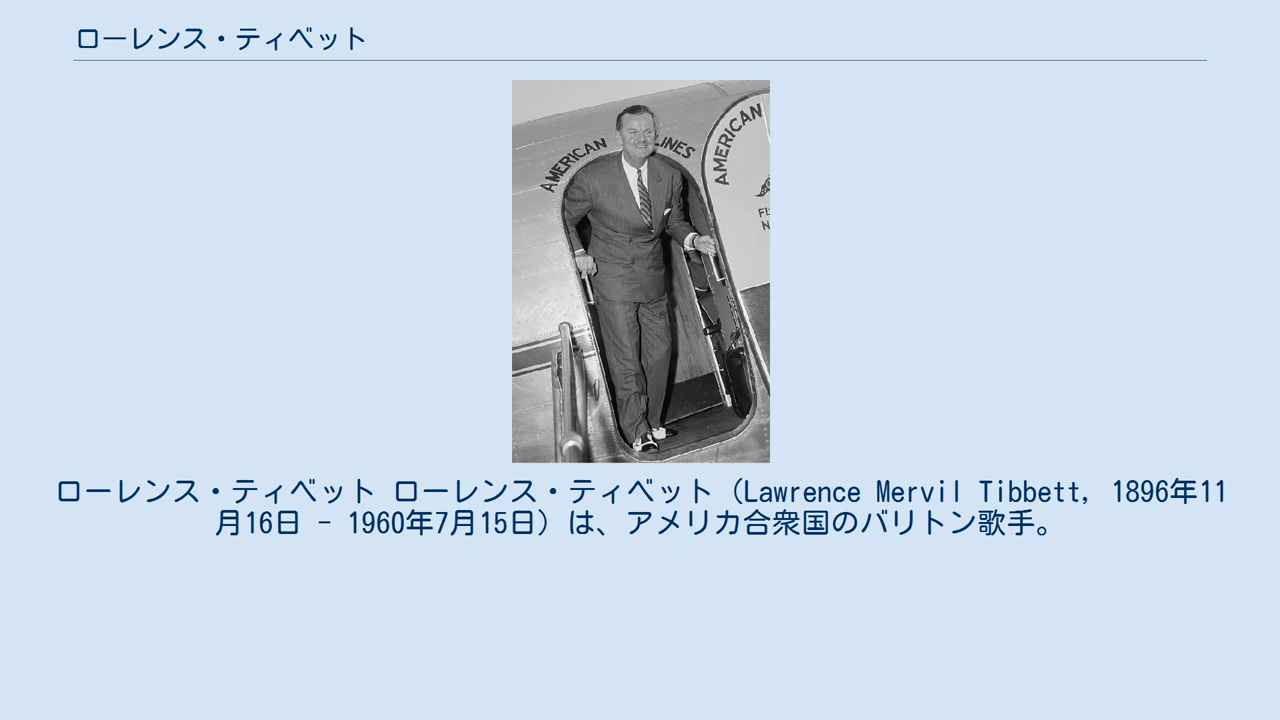 ローレンス・ティベット
AMERICAN LINES
AMERICAN
ローレンス・ティベット ローレンス・ティベット（Lawrence Mervil Tibbett, 1896年11
月16日 - 1960年7月15日）は、アメリカ合衆国のバリトン歌手。